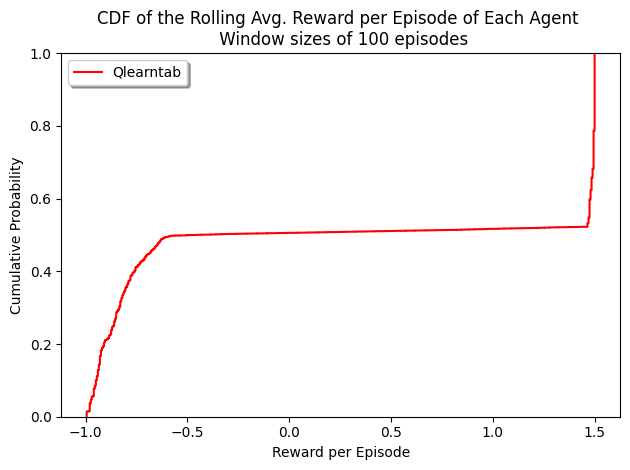 CDF of the Rolling Avg. Reward per Episode of Each Agent
Window sizes of 100 episodes
Qlearntab
1.0
0.8
0.6
0.4
0.2
0.0
Cumulative Probability
−1.0 −0.5 0.0 0.5 1.0 1.5
Reward per Episode